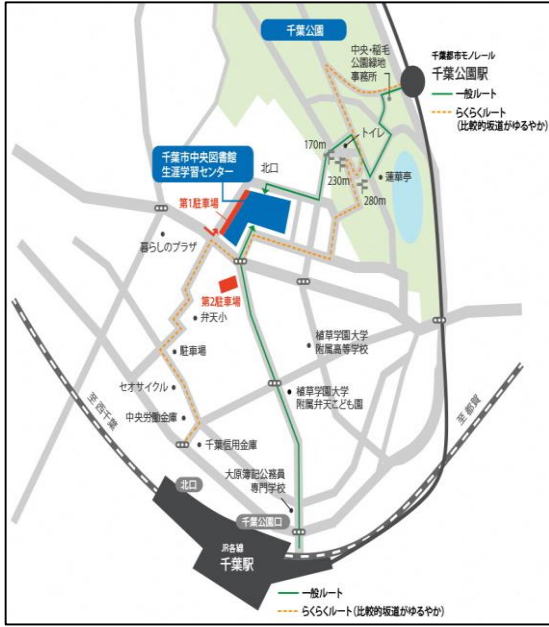 千葉公園
千葉都市モノレール
千葉公園駅
一般ルート
らくらくルート
(比較的坂道がゆるやか)
中央・稲毛
公園緑地
事務所
トイレ
170m
230m
280m
蓮華亭
北口
千葉市中央図書館
生涯学習センター
第1駐車場
暮らしのプラザ
第2駐車場
弁天小
駐車場
セオサイクル
中央労働金庫
千葉信用金庫
植草学園大学
附属高等学校
植草学園大学
附属弁天こども園
大原簿記公務員
専門学校
至西千葉
至都賀
北口
千葉公園口
JR各線
千葉駅
一般ルート
らくらくルート(比較的坂道がゆるやか)